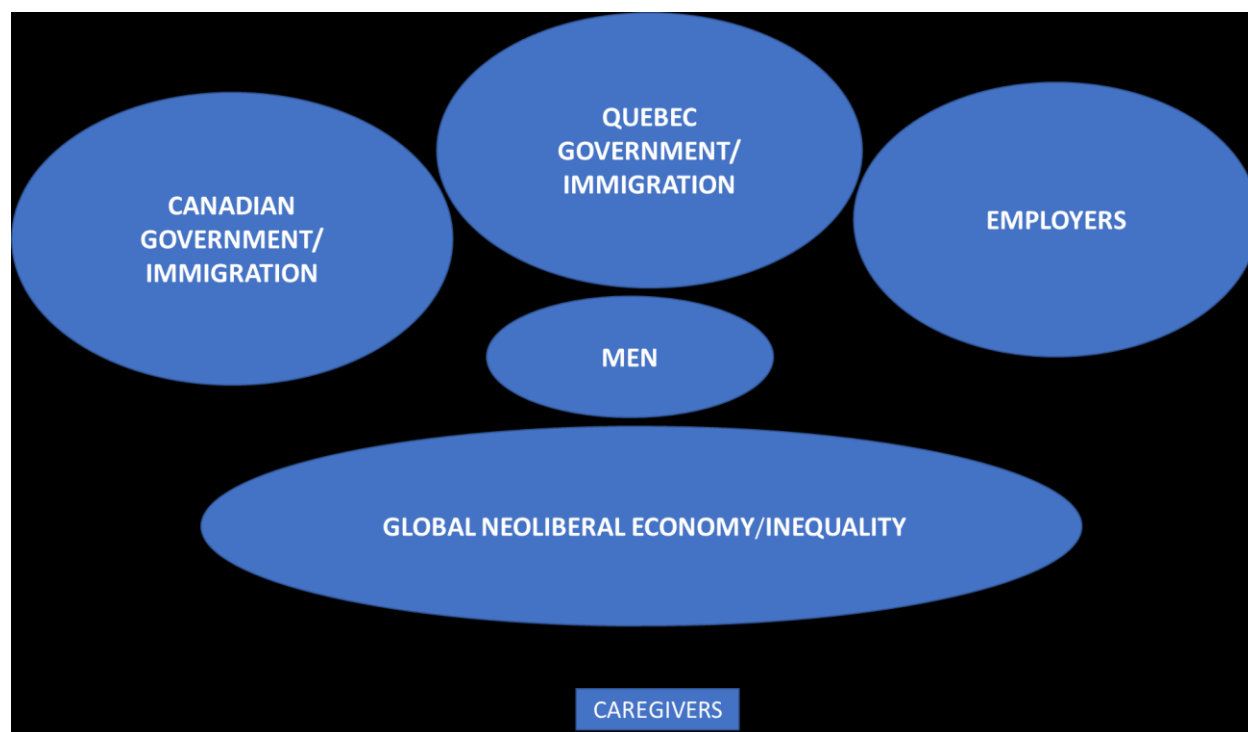 QUEBEC
GOVERNMENT/
IMMIGRATION
CANADIAN
GOVERNMENT/
IMMIGRATION
EMPLOYERS
MEN
GLOBAL NEOLIBERAL ECONOMY/INEQUALITY
CAREGIVERS